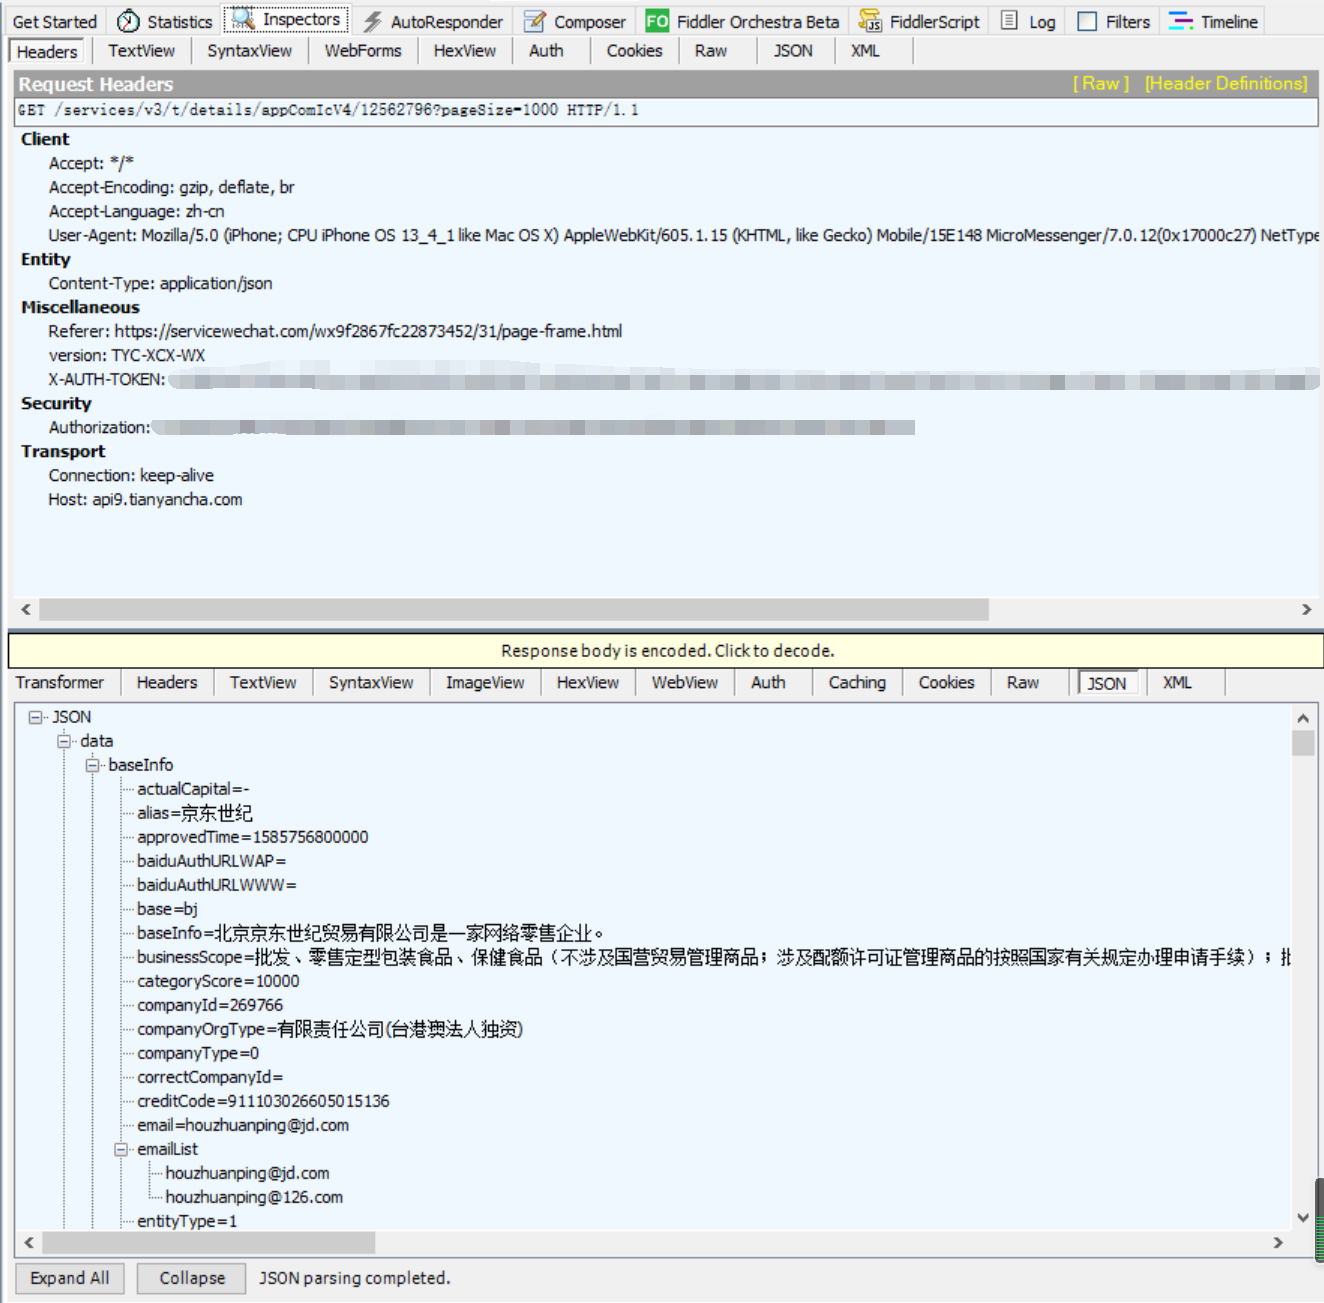 Get Started Statistics Inspectors AutoResponder Composer FO Fiddler Orchestra Beta FiddlerScript Log Filters Timeline
Headers TextView SyntaxView WebForms HexView Auth Cookies Raw JSON XML
Request Headers [ Raw ] [Header Definitions]
GET /services/v3/t/details/appComIcV4/12562796?pageSize=1000 HTTP/1.1
Client
Accept: */*
Accept-Encoding: gzip, deflate, br
Accept-Language: zh-cn
User-Agent: Mozilla/5.0 (iPhone; CPU iPhone OS 13_4_1 like Mac OS X) AppleWebKit/605.1.15 (KHTML, like Gecko) Mobile/15E148 MicroMessenger/7.0.12(0x17000c27) NetType
Entity
Content-Type: application/json
Miscellaneous
Referer: https://servicewechat.com/wx9f2867fc22873452/31/page-frame.html
version: TYC-XCX-WX
X-AUTH-TOKEN:
Security
Authorization:
Transport
Connection: keep-alive
Host: api9.tianyancha.com
Response body is encoded. Click to decode.
Transformer Headers TextView SyntaxView ImageView HexView WebView Auth Caching Cookies Raw JSON XML
JSON
data
baseInfo
actualCapital=-
alias=京东世纪
approvedTime=1585756800000
baiduAuthURLWAP=
baiduAuthURLWWW=
base=bj
baseInfo=北京京东世纪贸易有限公司是一家网络零售企业。
businessScope=批发、零售定型包装食品、保健食品（不涉及国营贸易管理商品；涉及配额许可证管理商品的按照国家有关规定办理申请手续）；批
categoryScore=10000
companyId=269766
companyOrgType=有限责任公司(台港澳法人独资)
companyType=0
correctCompanyId=
creditCode=911103026605015136
email=houzhuanping@jd.com
emailList
houzhuanping@jd.com
houzhuanping@126.com
entityType=1
Expand All Collapse JSON parsing completed.